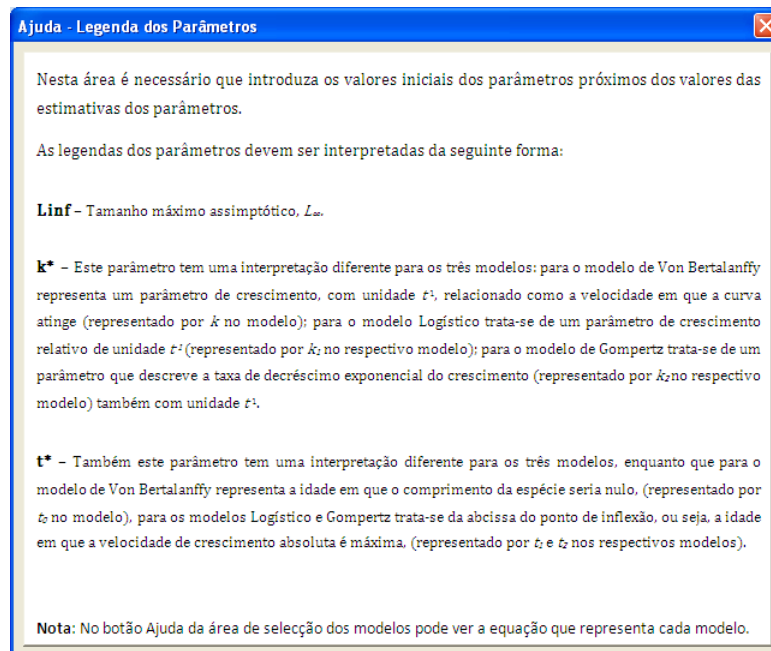 Ajuda - Legenda dos Parâmetros
Nesta área é necessário que introduza os valores iniciais dos parâmetros próximos dos valores das
estimativas dos parâmetros.
As legendas dos parâmetros devem ser interpretadas da seguinte forma:
Linf – Tamanho máximo assimptótico, L∞.
k* – Este parâmetro tem uma interpretação diferente para os três modelos: para o modelo de Von Bertalanffy
representa um parâmetro de crescimento, com unidade t⁻¹, relacionado como a velocidade em que a curva
atinge (representado por k no modelo); para o modelo Logístico trata-se de um parâmetro de crescimento
relativo de unidade t⁻¹ (representado por k₁ no respectivo modelo); para o modelo de Gompertz trata-se de um
parâmetro que descreve a taxa de decréscimo exponencial do crescimento (representado por k₂ no respectivo
modelo) também com unidade t⁻¹.
t* – Também este parâmetro tem uma interpretação diferente para os três modelos, enquanto que para o
modelo de Von Bertalanffy representa a idade em que o comprimento da espécie seria nulo, (representado por
t₀ no modelo), para os modelos Logístico e Gompertz trata-se da abcissa do ponto de inflexão, ou seja, a idade
em que a velocidade de crescimento absoluta é máxima, (representado por t₁ e t₂ nos respectivos modelos).
Nota: No botão Ajuda da área de selecção dos modelos pode ver a equação que representa cada modelo.